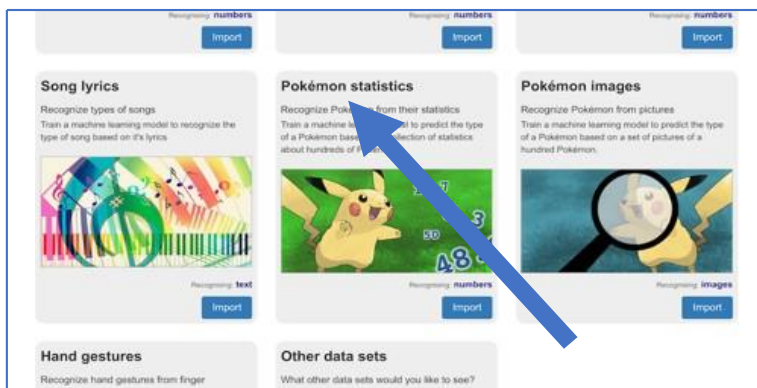 Recognising: numbers
Recognising: numbers
Recognising: numbers
Import
Import
Import
Song lyrics
Recognize types of songs
Train a machine learning model to recognize the
type of song based on it's lyrics
Recognising: text
Import
Pokémon statistics
Recognize from their statistics
Train a machine to predict the type
of a Pokémon collection of statistics
about hundreds of
50
48
3
Recognising: numbers
Import
Pokémon images
Recognize Pokémon from pictures
Train a machine learning model to predict the type
of a Pokémon based on a set of pictures of a
hundred Pokémon.
Recognising: images
Import
Hand gestures
Recognize hand gestures from finger
Other data sets
What other data sets would you like to see?